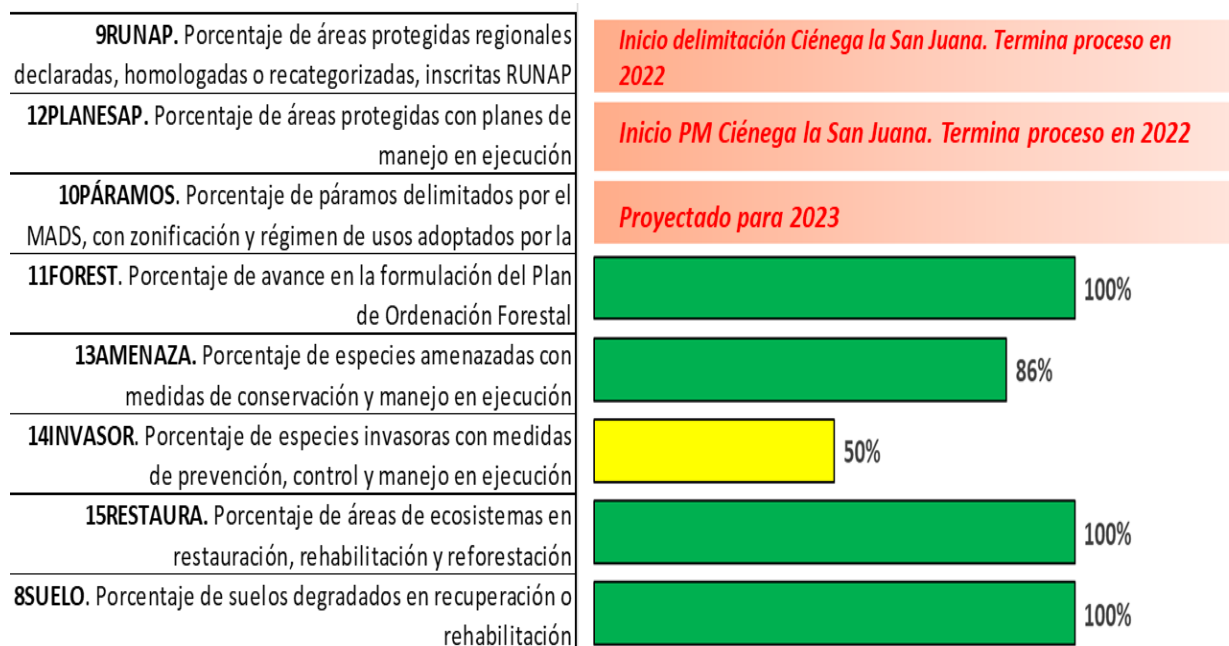 9RUNAP. Porcentaje de áreas protegidas regionales
declaradas, homologadas o recategorizadas, inscritas RUNAP
Inicio delimitación Ciénega la San Juana. Termina proceso en
2022
12PLANESAP. Porcentaje de áreas protegidas con planes de
manejo en ejecución
Inicio PM Ciénega la San Juana. Termina proceso en 2022
10PÁRAMOS. Porcentaje de páramos delimitados por el
MADS, con zonificación y régimen de usos adoptados por la
Proyectado para 2023
11FOREST. Porcentaje de avance en la formulación del Plan
de Ordenación Forestal
100%
13AMENAZA. Porcentaje de especies amenazadas con
medidas de conservación y manejo en ejecución
86%
14INVASOR. Porcentaje de especies invasoras con medidas
de prevención, control y manejo en ejecución
50%
15RESTAURA. Porcentaje de áreas de ecosistemas en
restauración, rehabilitación y reforestación
100%
8SUELO. Porcentaje de suelos degradados en recuperación o
rehabilitación
100%